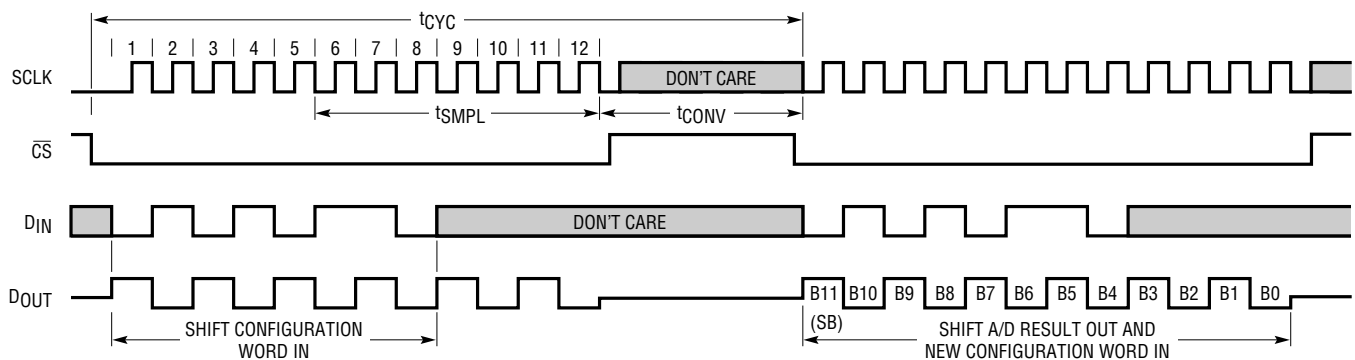 tCYC
1 2 3 4 5 6 7 8 9 10 11 12
SCLK
DON'T CARE
tSMPL
tCONV
CS
DIN
DON'T CARE
DOUT
B11 B10 B9 B8 B7 B6 B5 B4 B3 B2 B1 B0
(SB)
SHIFT CONFIGURATION
WORD IN
SHIFT A/D RESULT OUT AND
NEW CONFIGURATION WORD IN